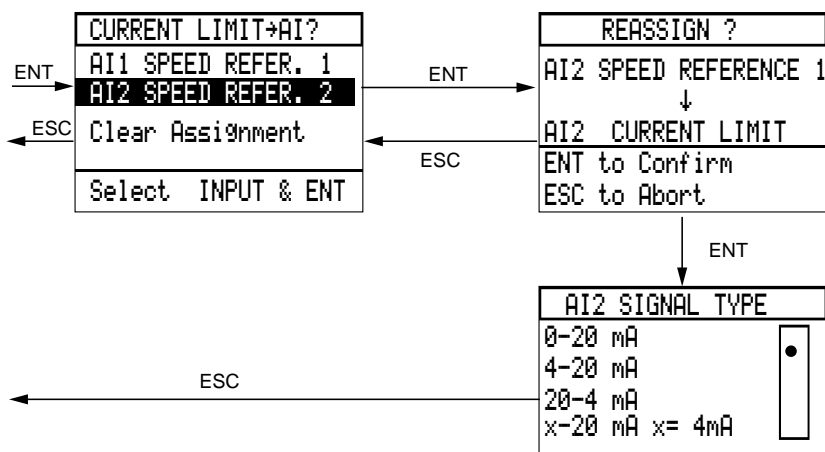 CURRENT LIMIT→AI?
AI1 SPEED REFER. 1
AI2 SPEED REFER. 2
Clear Assignment
Select INPUT & ENT
ENT
ESC
ENT
ESC
REASSIGN ?
AI2 SPEED REFERENCE 1
↓
AI2 CURRENT LIMIT
ENT to Confirm
ESC to Abort
ENT
AI2 SIGNAL TYPE
0-20 mA
4-20 mA
20-4 mA
x-20 mA x= 4mA
ESC